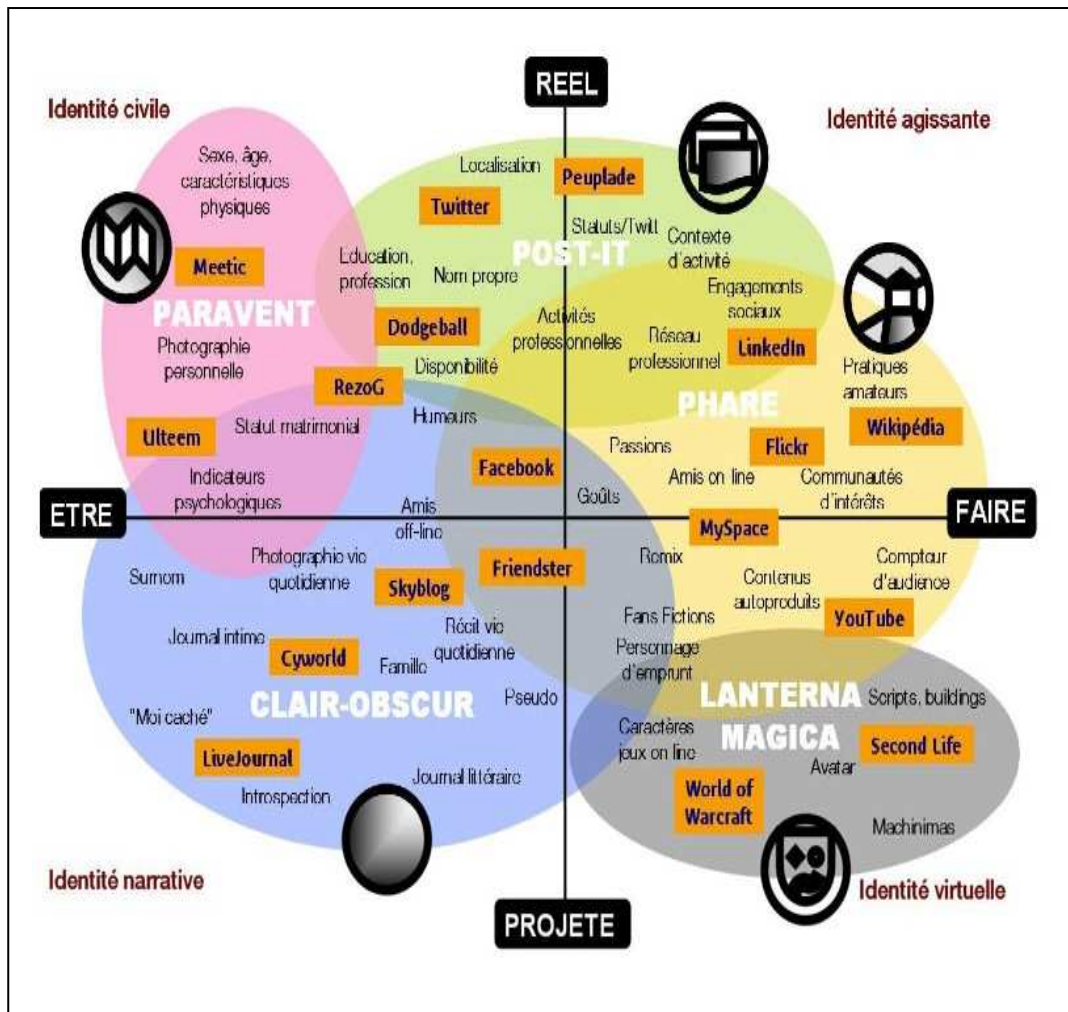 REEL
Identité civile
Identité agissante
Sexe, âge,
caractéristiques
physiques
Localisation
Peuplade
Twitter
Statuts/Twitt
Contexte
d'activité
POST-IT
Meetic
Education,
profession
Nom propre
Engagements
sociaux
PARAVENT
Dodgeball
Activités
professionnelles
Réseau
professionnel
LinkedIn
Photographie
personnelle
Disponibilité
Pratiques
amateurs
RezoG
PHARE
Humeurs
Wikipédia
Ulteem
Statut matrimonial
Passions
Flickr
Facebook
Indicateurs
psychologiques
Amis on line
Communautés
d'intérêts
Goûts
ETRE
Amis
off-line
FAIRE
MySpace
Surnom
Photographie vie
quotidienne
Friendster
Remix
Compteur
d'audience
Skyblog
Contenus
autoproduits
YouTube
Fans Fictions
Journal intime
Récit vie
quotidienne
Cyworld
Famille
Personnage
d'emprunt
CLAIR-OBSCUR
Pseudo
LANTERNA
MAGICA
Scripts, buildings
"Moi caché"
Caractères
jeux on line
Second Life
LiveJournal
Journal littéraire
Avatar
Introspection
World of
Warcraft
Machinimas
Identité narrative
Identité virtuelle
PROJETE